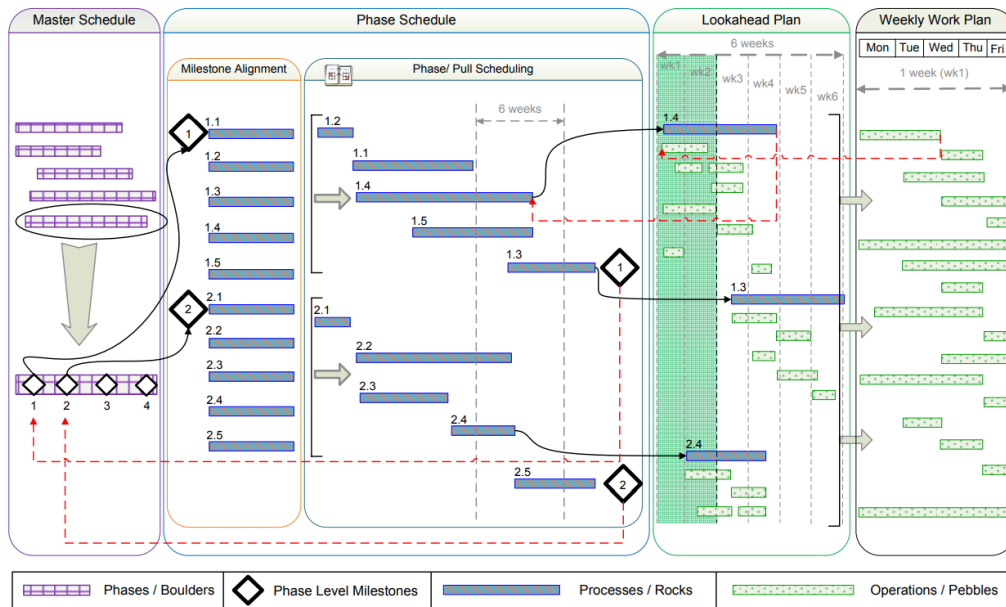 Master Schedule
Phase Schedule
Lookahead Plan
Weekly Work Plan
Mon Tue Wed Thu Fri
6 weeks
wk1 wk2 wk3 wk4 wk5 wk6
1 week (wk1)
Milestone Alignment
Phase/ Pull Scheduling
6 weeks
1
1.1
1.2
1.3
1.4
1.5
2
2.1
2.2
2.3
2.4
2.5
1.2
1.1
1.4
1.5
1.3
1
2.1
2.2
2.3
2.4
2.5
2
1.4
1.3
2.4
1 2 3 4
Phases / Boulders
Phase Level Milestones
Processes / Rocks
Operations / Pebbles